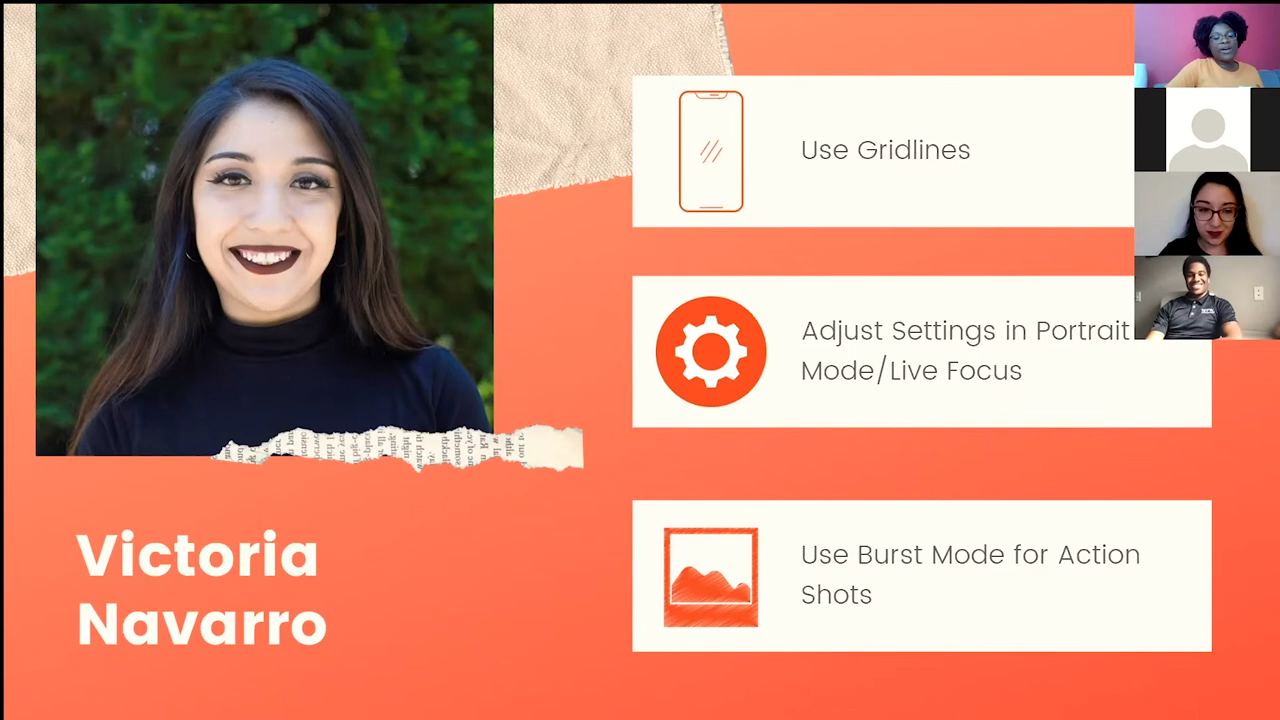 Victoria
Navarro
Use Gridlines
Adjust Settings in Portrait
Mode/Live Focus
Use Burst Mode for Action
Shots